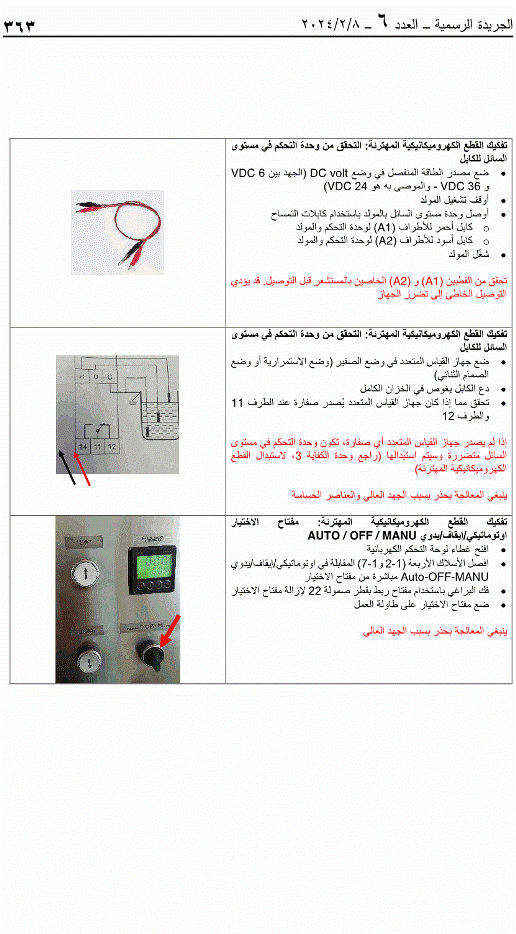 الجريدة الرسمية – العدد ٦ – ٢٠٢٤/٢/٨
٣٦٣
تفكيك القطع الكهروميكانيكية المهترئة: التحقق من وحدة التحكم في مستوى
السائل للكابل
• ضع مصدر الطاقة المنفصل في وضع DC volt (الجهد بين 6 VDC
و 36 VDC - والموصى به هو 24 VDC)
• أوقف تشغيل المولد
• أوصل وحدة مستوى السائل بالمولد باستخدام كابلات التمساح
o كابل أحمر للأطراف (A1) لوحدة التحكم والمولد
o كابل أسود للأطراف (A2) لوحدة التحكم والمولد
• شغّل المولد
تحقق من القطبين (A1) و (A2) الخاصين بالمستشعر قبل التوصيل. قد يؤدي
التوصيل الخاطئ إلى تضرر الجهاز
تفكيك القطع الكهروميكانيكية المهترئة: التحقق من وحدة التحكم في مستوى
السائل للكابل
• ضع جهاز القياس المتعدد في وضع الصفير (وضع الاستمرارية أو وضع
الصمام الثنائي)
• دع الكابل يغوص في الخزان الكامل
• تحقق مما إذا كان جهاز القياس المتعدد يُصدر صفارة عند الطرف 11
والطرف 12
إذا لم يصدر جهاز القياس المتعدد أي صفارة، تكون وحدة التحكم في مستوى
السائل متضررة وسيتم استبدالها (راجع وحدة الكفاية 3، لاستبدال القطع
الكهروميكانيكية المهترئة)
ينبغي المعالجة بحذر بسبب الجهد العالي والعناصر الحساسة
H D C
14 11 12
تفكيك القطع الكهروميكانيكية المهترئة: مفتاح الاختيار
اوتوماتيكي/إيقاف/يدوي AUTO / OFF / MANU
• افتح غطاء لوحة التحكم الكهربائية
• افصل الأسلاك الأربعة (1-2 و1-7) المقابلة في اوتوماتيكي/إيقاف/يدوي
Auto-OFF-MANU مباشرة من مفتاح الاختيار
• فك البراغي باستخدام مفتاح ربط بقطر صمولة 22 لإزالة مفتاح الاختيار
• ضع مفتاح الاختيار على طاولة العمل
ينبغي المعالجة بحذر بسبب الجهد العالي